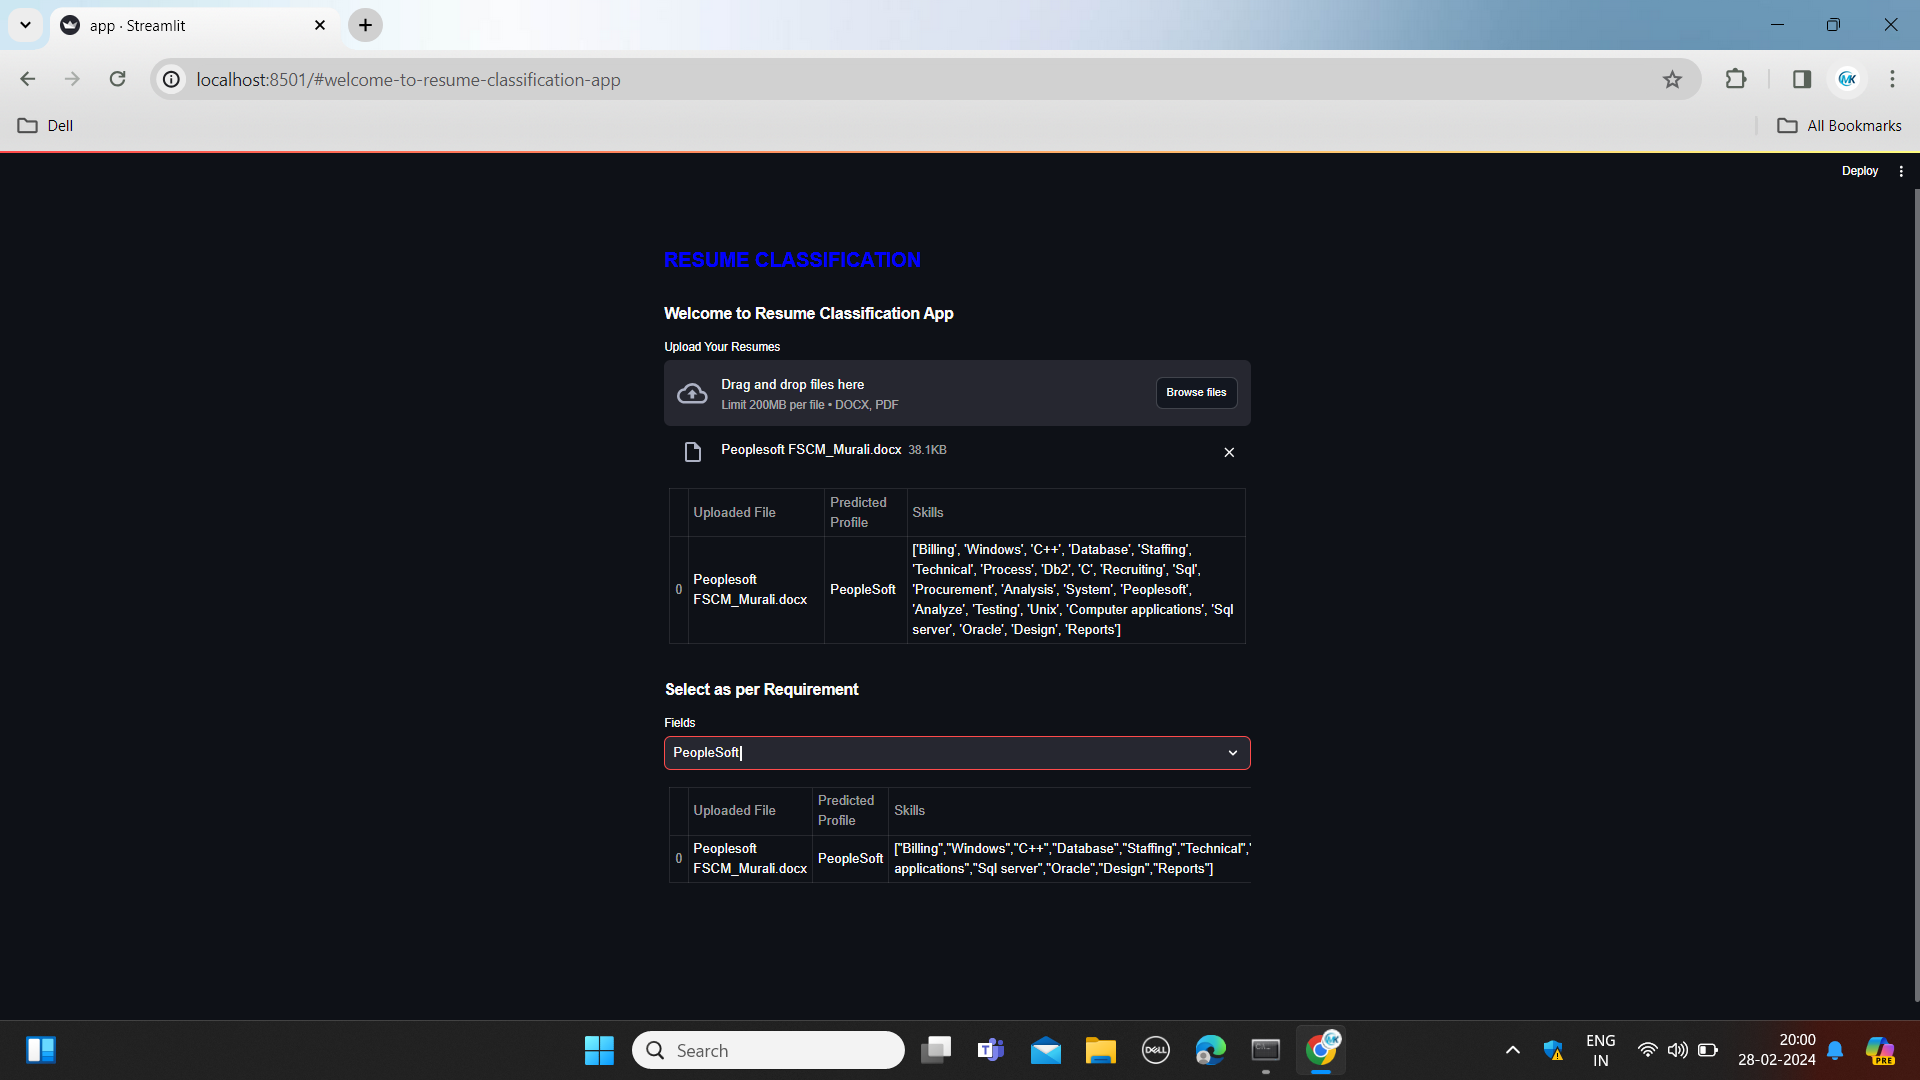 app · Streamlit
localhost:8501/#welcome-to-resume-classification-app
MK
Dell
All Bookmarks
Deploy
RESUME CLASSIFICATION
Welcome to Resume Classification App
Upload Your Resumes
Drag and drop files here
Limit 200MB per file • DOCX, PDF
Browse files
Peoplesoft FSCM_Murali.docx 38.1KB
Uploaded File
Predicted
Profile
Skills
0
Peoplesoft
FSCM_Murali.docx
PeopleSoft
['Billing', 'Windows', 'C++', 'Database', 'Staffing',
'Technical', 'Process', 'Db2', 'C', 'Recruiting', 'Sql',
'Procurement', 'Analysis', 'System', 'Peoplesoft',
'Analyze', 'Testing', 'Unix', 'Computer applications', 'Sql
server', 'Oracle', 'Design', 'Reports']
Select as per Requirement
Fields
PeopleSoft
Uploaded File
Predicted
Profile
Skills
0
Peoplesoft
FSCM_Murali.docx
PeopleSoft
["Billing","Windows","C++","Database","Staffing","Technical","
applications","Sql server","Oracle","Design","Reports"]
Search
DELL
MK
ENG
IN
20:00
28-02-2024
PRE